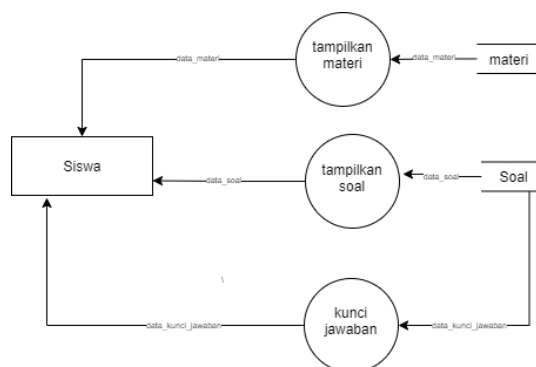 tampilkan
materi
data_materi
data_materi
materi
Siswa
data_soal
tampilkan
soal
data_soal
Soal
\
data_kunci_jawaban
kunci
jawaban
data_kunci_jawaban